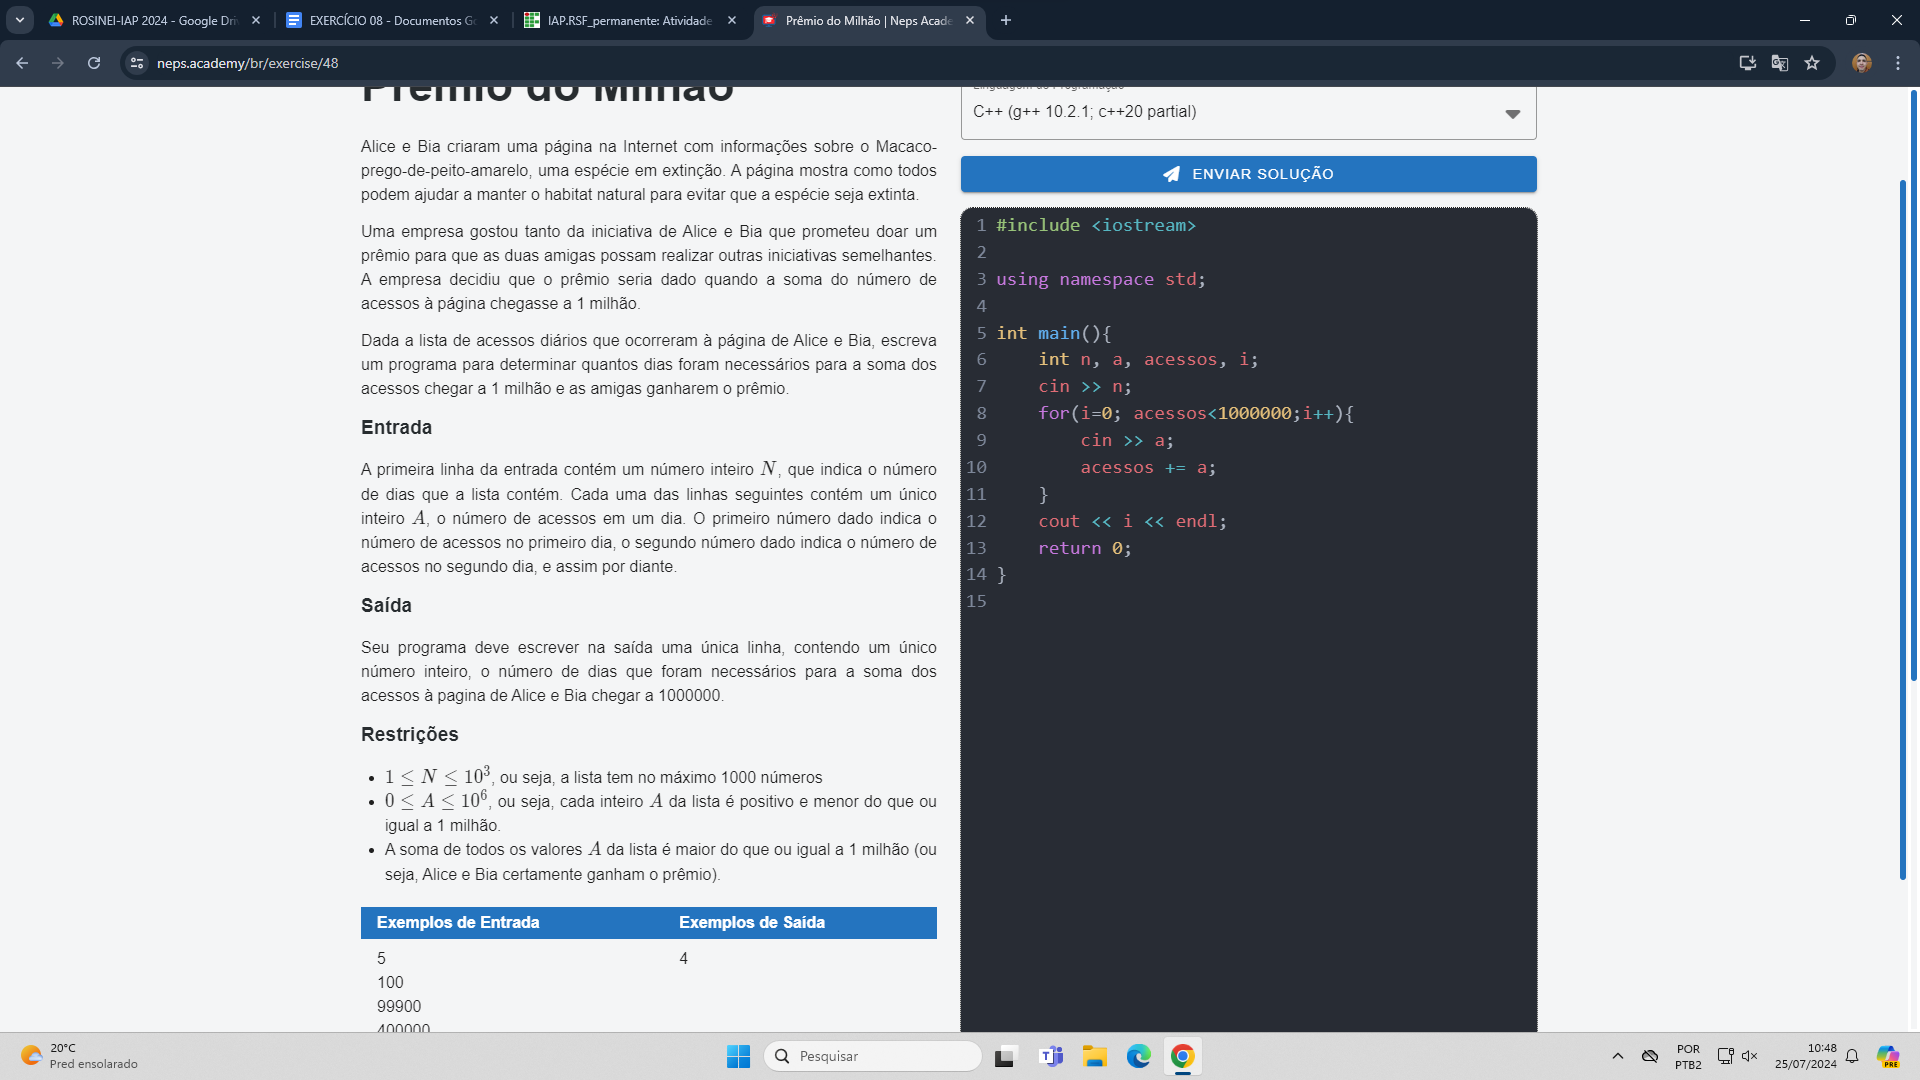 ROSINEI-IAP 2024 - Google Dri
EXERCÍCIO 08 - Documentos G
IAP.RSF_permanente: Atividade
Prêmio do Milhão | Neps Acade
neps.academy/br/exercise/48
Prêmio do Milhão
Alice e Bia criaram uma página na Internet com informações sobre o Macaco-
prego-de-peito-amarelo, uma espécie em extinção. A página mostra como todos
podem ajudar a manter o habitat natural para evitar que a espécie seja extinta.
Uma empresa gostou tanto da iniciativa de Alice e Bia que prometeu doar um
prêmio para que as duas amigas possam realizar outras iniciativas semelhantes.
A empresa decidiu que o prêmio seria dado quando a soma do número de
acessos à página chegasse a 1 milhão.
Dada a lista de acessos diários que ocorreram à página de Alice e Bia, escreva
um programa para determinar quantos dias foram necessários para a soma dos
acessos chegar a 1 milhão e as amigas ganharem o prêmio.
Entrada
A primeira linha da entrada contém um número inteiro N, que indica o número
de dias que a lista contém. Cada uma das linhas seguintes contém um único
inteiro A, o número de acessos em um dia. O primeiro número dado indica o
número de acessos no primeiro dia, o segundo número dado indica o número de
acessos no segundo dia, e assim por diante.
Saída
Seu programa deve escrever na saída uma única linha, contendo um único
número inteiro, o número de dias que foram necessários para a soma dos
acessos à pagina de Alice e Bia chegar a 1000000.
Restrições
• 1 ≤ N ≤ 10³, ou seja, a lista tem no máximo 1000 números
• 0 ≤ A ≤ 10⁶, ou seja, cada inteiro A da lista é positivo e menor do que ou
igual a 1 milhão.
• A soma de todos os valores A da lista é maior do que ou igual a 1 milhão (ou
seja, Alice e Bia certamente ganham o prêmio).
Exemplos de Entrada Exemplos de Saída
5 4
100
99900
400000
Linguagem de Programação
C++ (g++ 10.2.1; c++20 partial)
ENVIAR SOLUÇÃO
1 #include <iostream>
2
3 using namespace std;
4
5 int main(){
6 int n, a, acessos, i;
7 cin >> n;
8 for(i=0; acessos<1000000;i++){
9 cin >> a;
10 acessos += a;
11 }
12 cout << i << endl;
13 return 0;
14 }
15
20°C
Pred ensolarado
Pesquisar
POR
PTB2
10:48
25/07/2024
PRE